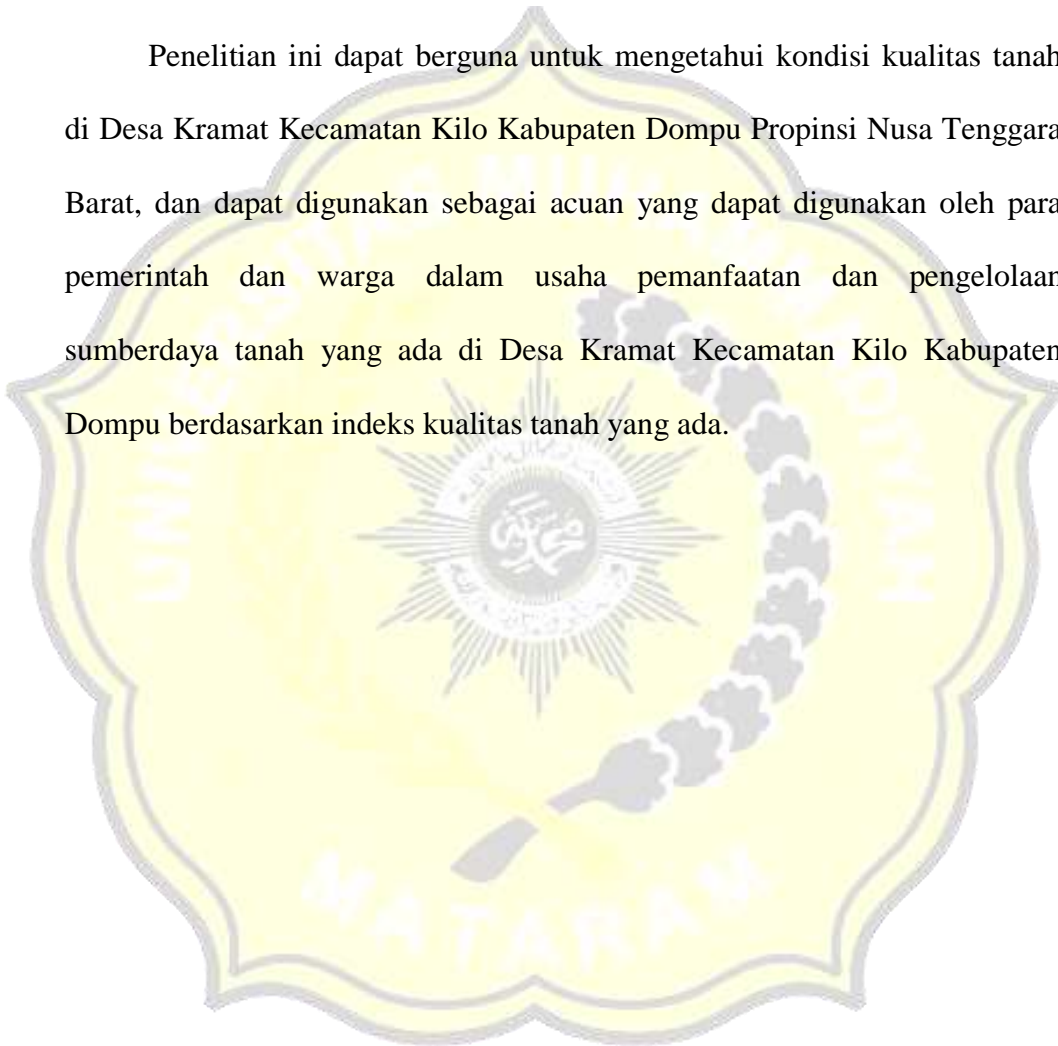 Penelitian ini dapat berguna untuk mengetahui kondisi kualitas tanah
di Desa Kramat Kecamatan Kilo Kabupaten Dompu Propinsi Nusa Tenggara
Barat, dan dapat digunakan sebagai acuan yang dapat digunakan oleh para
pemerintah dan warga dalam usaha pemanfaatan dan pengelolaan
sumberdaya tanah yang ada di Desa Kramat Kecamatan Kilo Kabupaten
Dompu berdasarkan indeks kualitas tanah yang ada.
UNIVERSITAS MUHAMMADIYAH
MATARAM